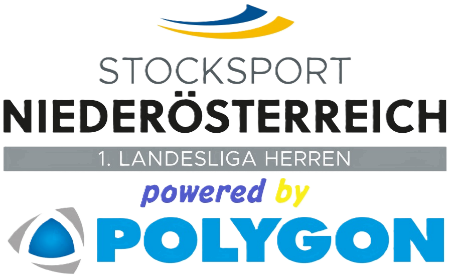 STOCKSPORT
NIEDERÖSTERREICH
1. LANDESLIGA HERREN
powered by
POLYGON